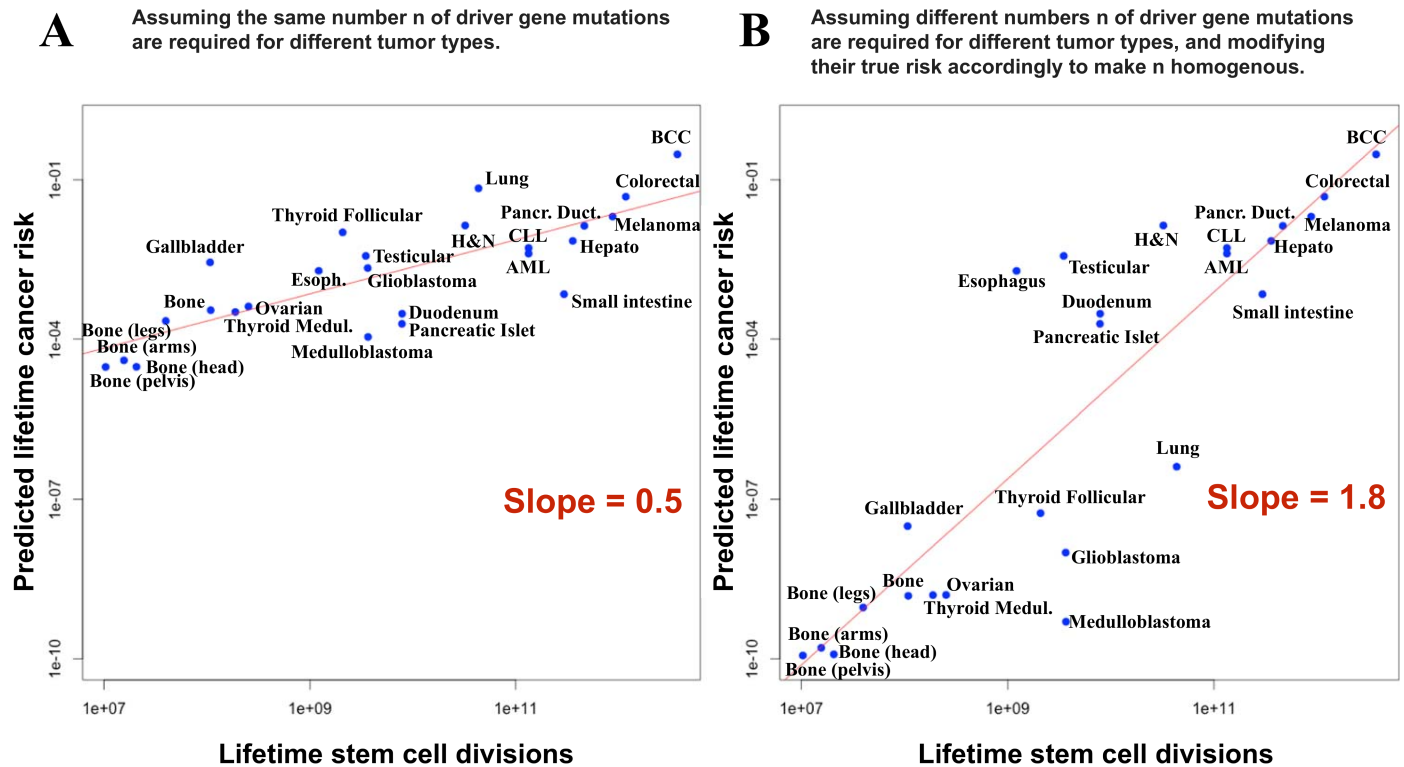 A
Assuming the same number n of driver gene mutations
are required for different tumor types.
Predicted lifetime cancer risk
1e-01
1e-04
1e-07
1e-10
BCC
Lung
Colorectal
Thyroid Follicular
Pancr. Duct.
Melanoma
H&N
CLL
Hepato
Gallbladder
Testicular
AML
Esoph.
Glioblastoma
Bone
Ovarian
Small intestine
Duodenum
Thyroid Medul.
Pancreatic Islet
Bone (legs)
Bone (arms)
Medulloblastoma
Bone (head)
Bone (pelvis)
Slope = 0.5
1e+07
1e+09
1e+11
Lifetime stem cell divisions
B
Assuming different numbers n of driver gene mutations
are required for different tumor types, and modifying
their true risk accordingly to make n homogenous.
Predicted lifetime cancer risk
1e-01
1e-04
1e-07
1e-10
BCC
Colorectal
Pancr. Duct.
Melanoma
H&N
CLL
Hepato
Testicular
AML
Esophagus
Duodenum
Small intestine
Pancreatic Islet
Lung
Thyroid Follicular
Slope = 1.8
Gallbladder
Glioblastoma
Bone
Ovarian
Bone (legs)
Thyroid Medul.
Medulloblastoma
Bone (arms)
Bone (head)
Bone (pelvis)
1e+07
1e+09
1e+11
Lifetime stem cell divisions